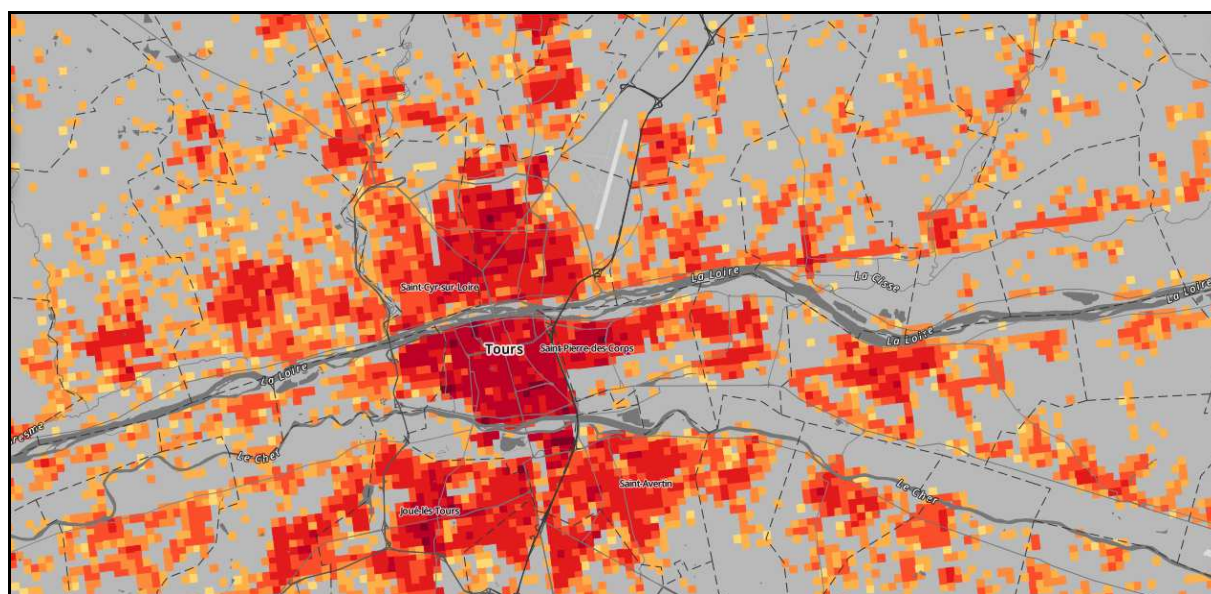 La Loire
La Cisse
La Loire
Saint-Cyr-sur-Loire
La Loire
Tours
Saint-Pierre-des-Corps
La Loire
Le Cher
Saint-Avertin
Le Cher
Joué-lès-Tours